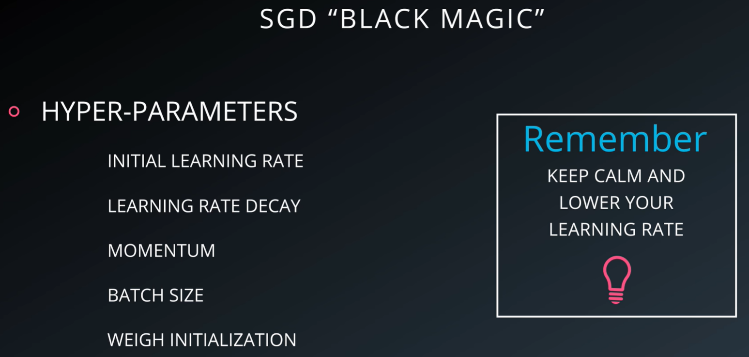 SGD “BLACK MAGIC”
HYPER-PARAMETERS
INITIAL LEARNING RATE
LEARNING RATE DECAY
MOMENTUM
BATCH SIZE
WEIGH INITIALIZATION
Remember
KEEP CALM AND
LOWER YOUR
LEARNING RATE